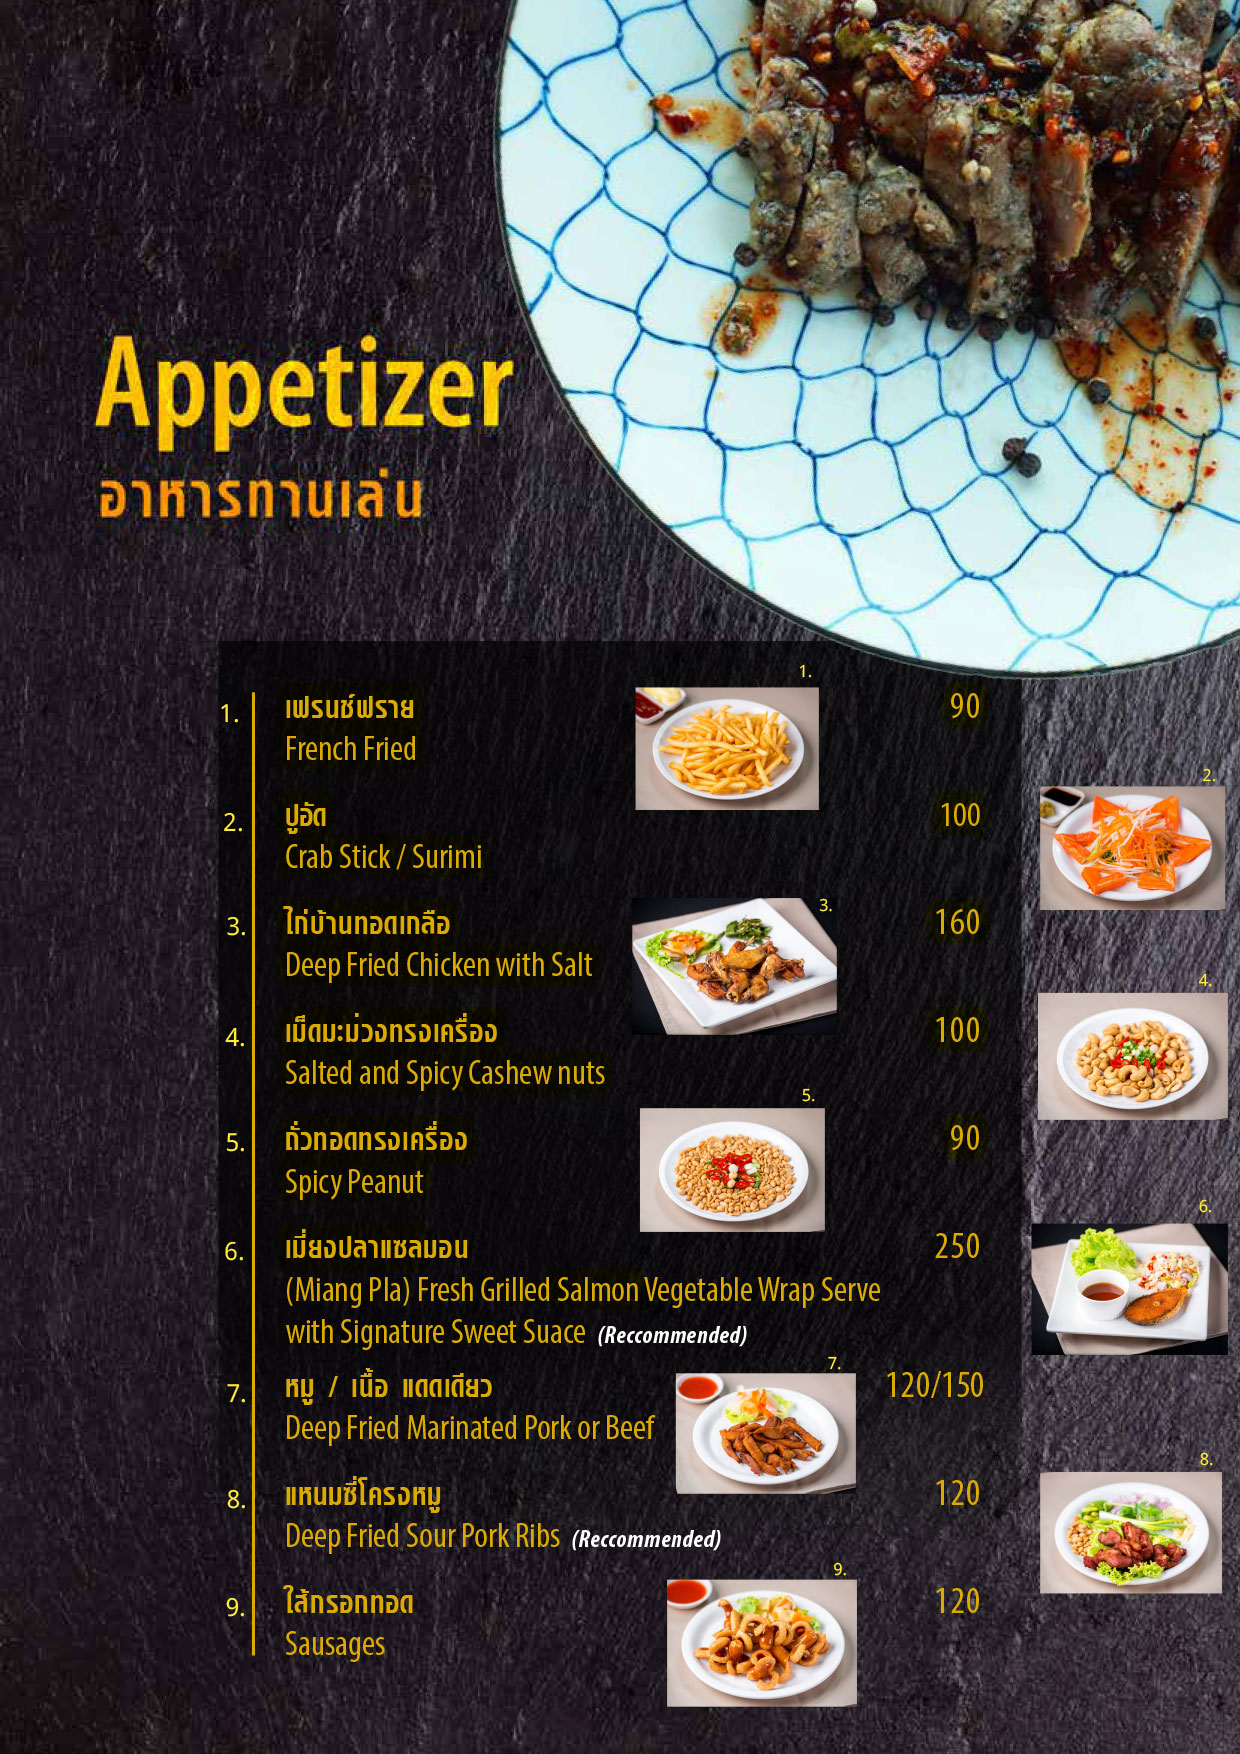 Appetizer
อาหารทานเล่น
1.
1.
เฟรนซ์ฟราย
90
French Fried
2.
2.
ปูอัด
100
Crab Stick / Surimi
3.
3.
ไก่บ้านทอดเกลือ
160
Deep Fried Chicken with Salt
4.
4.
เม็ดมะม่วงทรงเครื่อง
100
Salted and Spicy Cashew nuts
5.
5.
ถั่วทอดทรงเครื่อง
90
Spicy Peanut
6.
6.
เมี่ยงปลาแซลมอน
250
(Miang Pla) Fresh Grilled Salmon Vegetable Wrap Serve
with Signature Sweet Suace (Reccommended)
7.
7.
หมู / เนื้อ แดดเดียว
120/150
Deep Fried Marinated Pork or Beef
8.
8.
แหนมซี่โครงหมู
120
Deep Fried Sour Pork Ribs (Reccommended)
9.
9.
ไส้กรอกทอด
120
Sausages